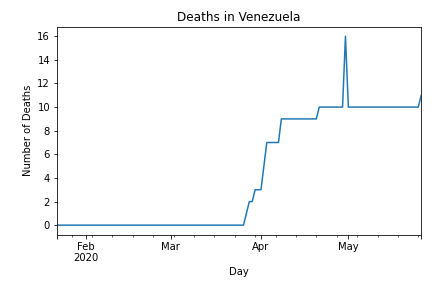 Deaths in Venezuela
Number of Deaths
16
14
12
10
8
6
4
2
0
Feb
2020
Mar
Apr
May
Day